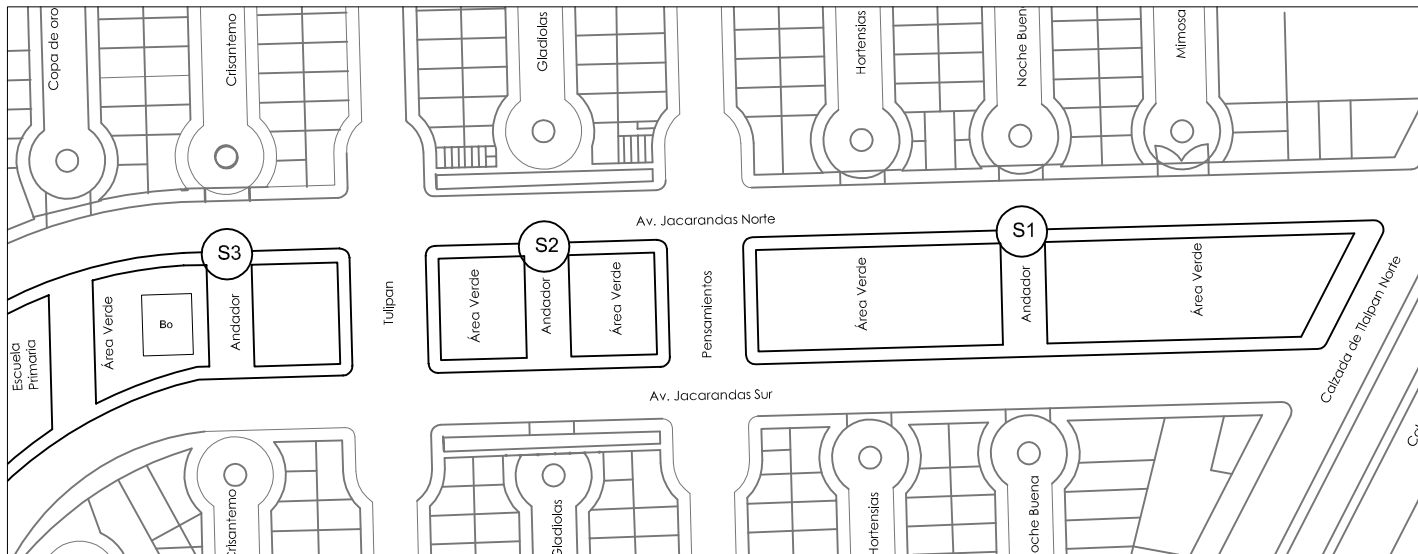 Copa de oro
Crisantemo
Gladiolas
Hortensias
Noche Buen
Mimosa
Av. Jacarandas Norte
S3
S2
S1
Área Verde
Bo
Andador
Tulipan
Área Verde
Andador
Área Verde
Pensamientos
Área Verde
Andador
Área Verde
Calzada de Tlalpan Norte
Escuela
Primaria
Av. Jacarandas Sur
Crisantemo
Gladiolas
Hortensias
oche Buena